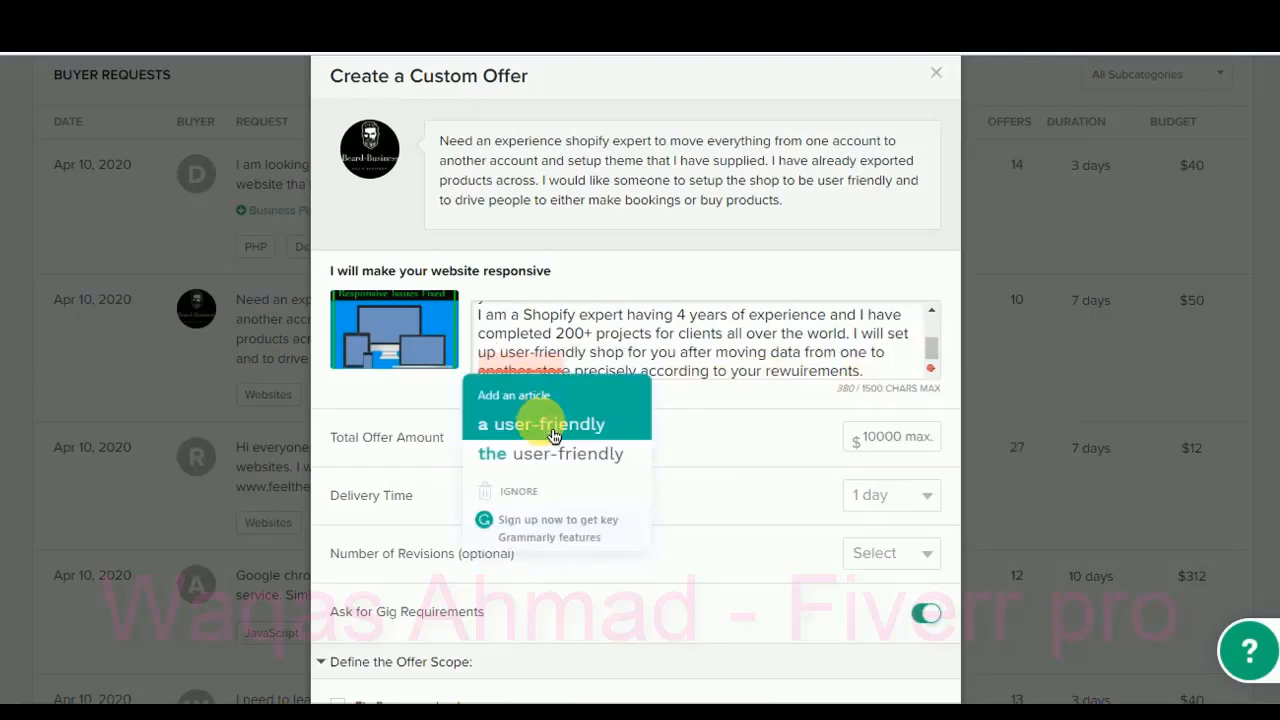 BUYER REQUESTS
Create a Custom Offer
All Subcategories
DATE BUYER REQUEST OFFERS DURATION BUDGET
Beard-Business
Need an experience shopify expert to move everything from one account to
another account and setup theme that I have supplied. I have already exported
products across. I would like someone to setup the shop to be user friendly and
to drive people to either make bookings or buy products.
Apr 10, 2020 D I am looking 14 3 days $40
website tha
Business Pl
PHP De
I will make your website responsive
Responsive Issues Fixed
I am a Shopify expert having 4 years of experience and I have
completed 200+ projects for clients all over the world. I will set
up user-friendly shop for you after moving data from one to
another store precisely according to your rewuirements.
380 / 1500 CHARS MAX
Apr 10, 2020 Need an exp 10 7 days $50
another acc
products acr
and to drive
Websites
Add an article
a user-friendly
the user-friendly
IGNORE
Sign up now to get key
Grammarly features
Total Offer Amount $ 10000 max.
Apr 10, 2020 R Hi everyone 27 7 days $12
websites. I v
www.feelthe
Websites
Delivery Time 1 day
Number of Revisions (optional) Select
Apr 10, 2020 A Google chro 12 10 days $312
service. Sim
JavaScript
Ask for Gig Requirements
Waqas Ahmad - Fiverr pro
Define the Offer Scope:
?
Apr 10, 2020 I need to lea 13 3 days $40